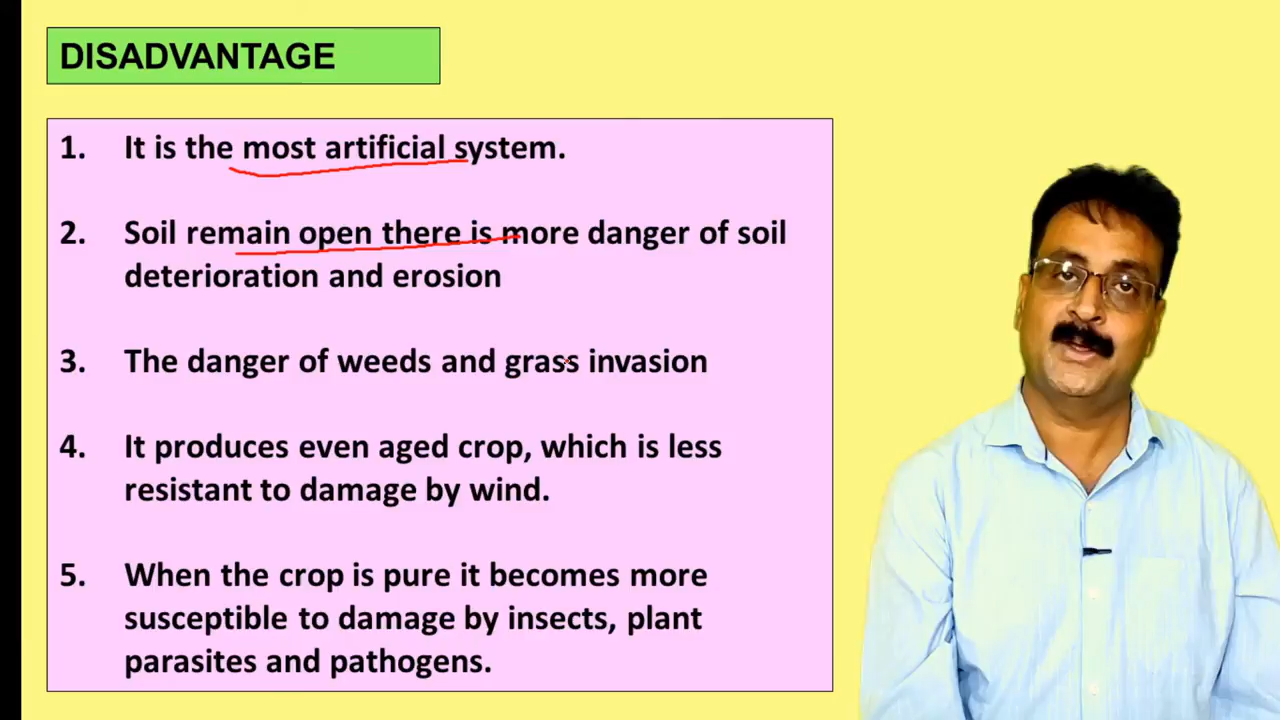 DISADVANTAGE
1. It is the most artificial system.
2. Soil remain open there is more danger of soil
deterioration and erosion
3. The danger of weeds and grass invasion
4. It produces even aged crop, which is less
resistant to damage by wind.
5. When the crop is pure it becomes more
susceptible to damage by insects, plant
parasites and pathogens.